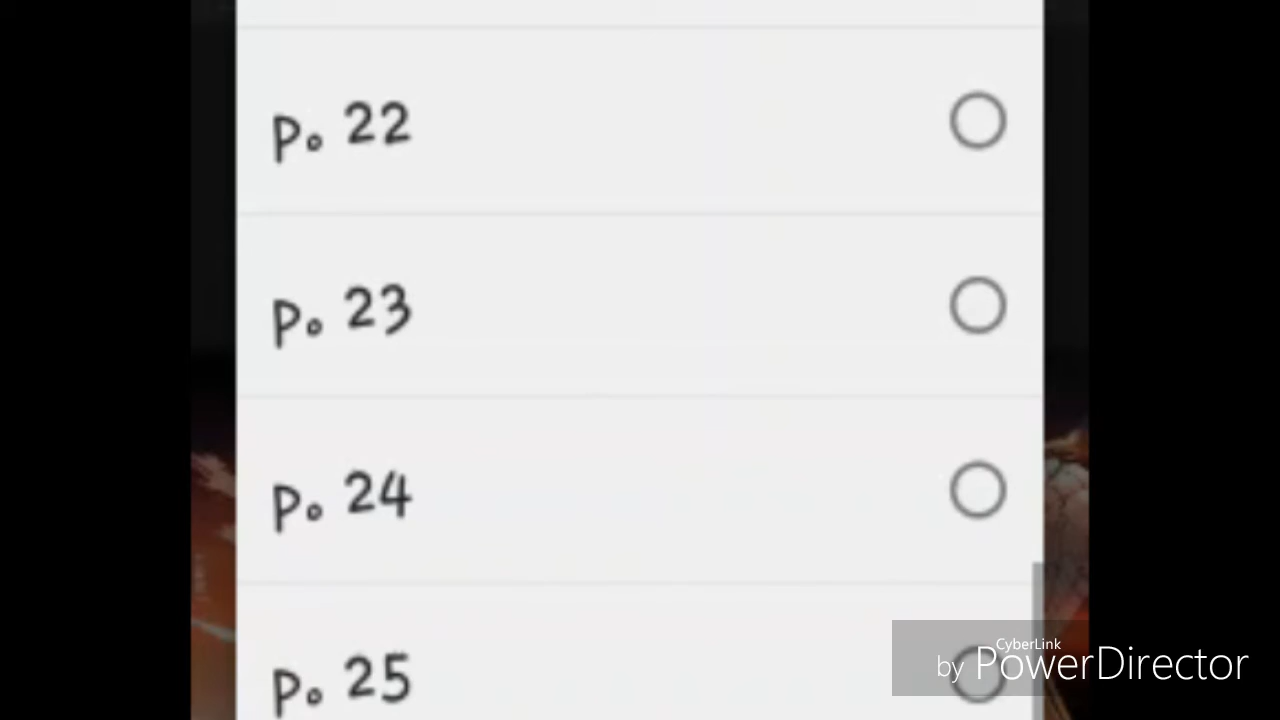 p. 22
p. 23
p. 24
p. 25
CyberLink
by PowerDirector